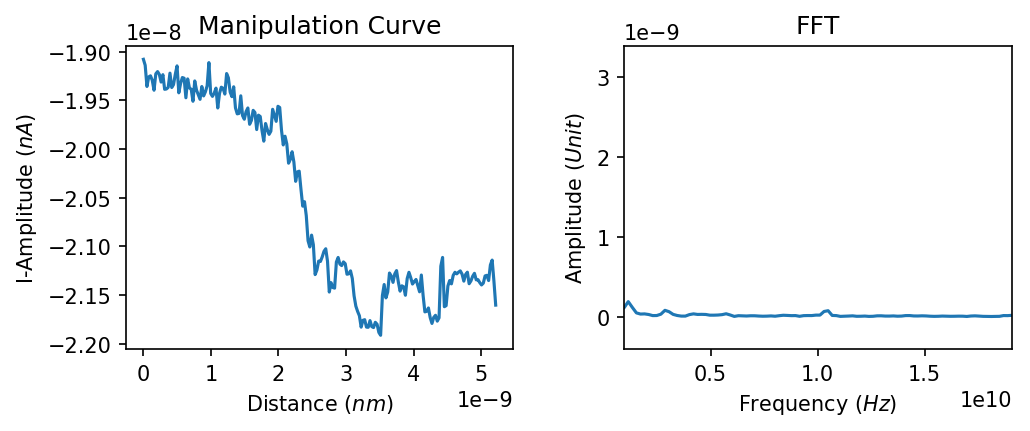 Manipulation Curve
1e−8
−1.90
−1.95
−2.00
−2.05
−2.10
−2.15
−2.20
I-Amplitude (nA)
0 1 2 3 4 5
1e−9
Distance (nm)
FFT
1e−9
3
2
1
0
Amplitude (Unit)
0.5 1.0 1.5
1e10
Frequency (Hz)